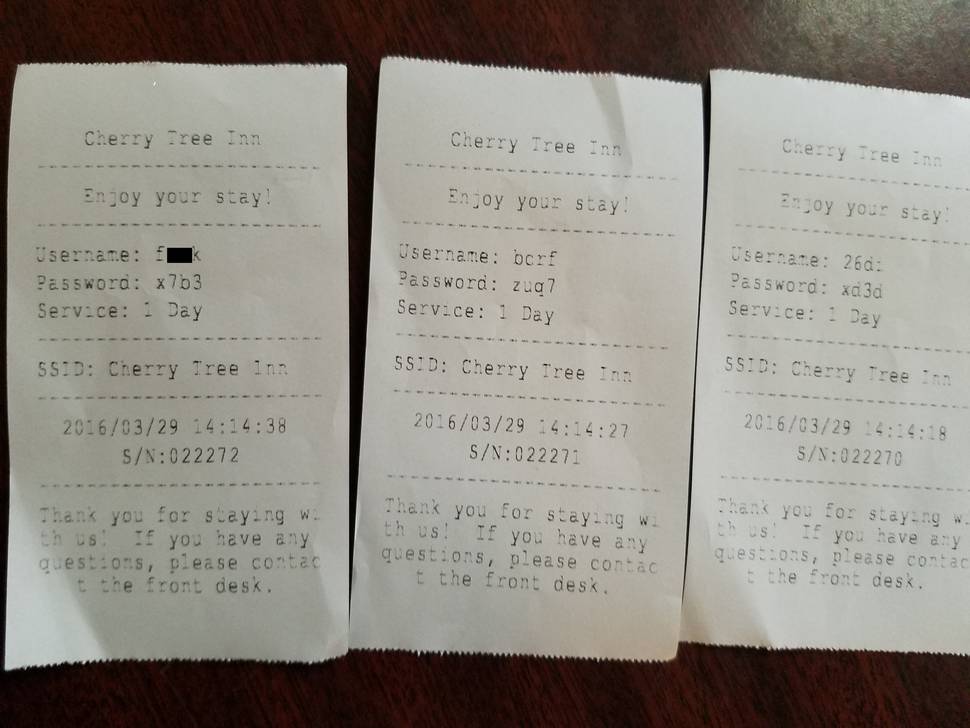 Cherry Tree Inn
Enjoy your stay!
Username: f k
Password: x7b3
Service: 1 Day
SSID: Cherry Tree Inn
2016/03/29 14:14:38
S/N:022272
Thank you for staying wi
th us! If you have any
questions, please contac
t the front desk.
Cherry Tree Inn
Enjoy your stay!
Username: bcrf
Password: zuq7
Service: 1 Day
SSID: Cherry Tree Inn
2016/03/29 14:14:27
S/N:022271
Thank you for staying wi
th us! If you have any
questions, please contac
t the front desk.
Cherry Tree Inn
Enjoy your stay!
Username:
Password: xd3d
Service: 1 Day
SSID: Cherry Tree Inn
2016/03/29 14:14:18
S/N:022270
Thank you for staying w
th us! If you have any
questions, please contac
t the front desk.